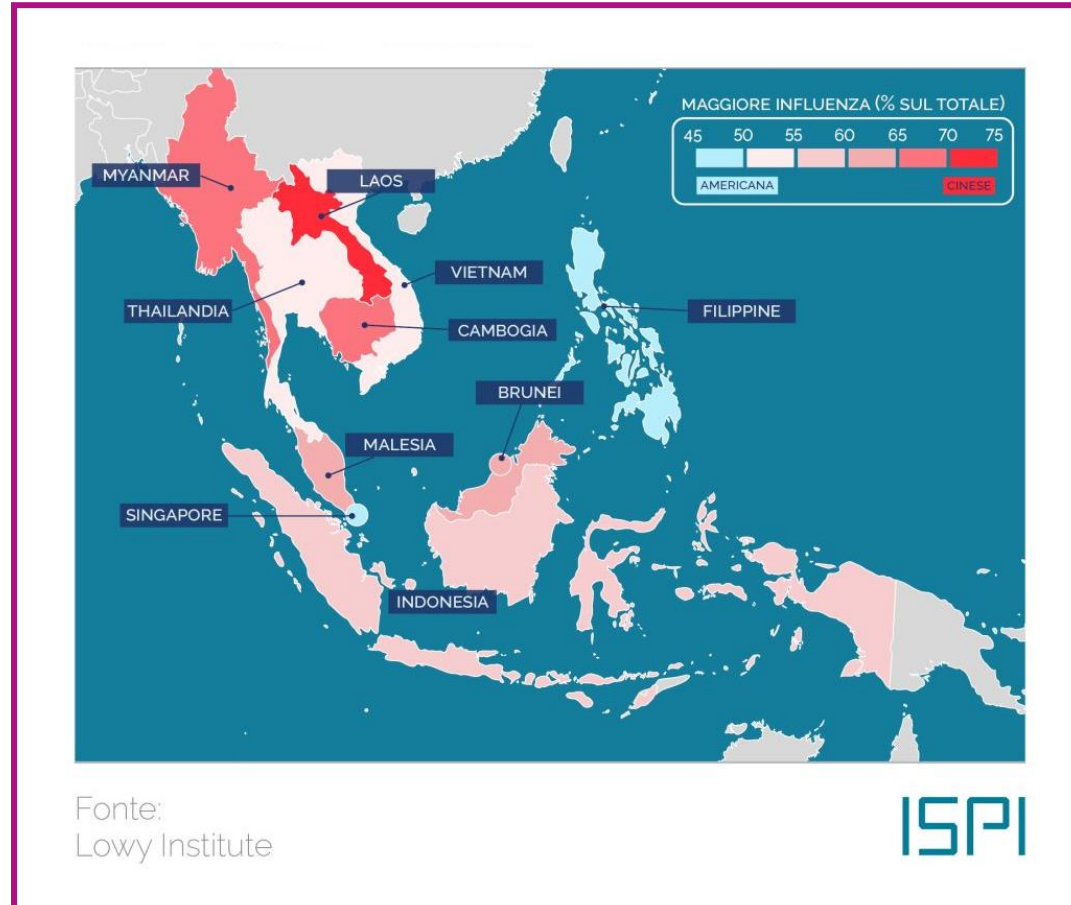 MAGGIORE INFLUENZA (% SUL TOTALE)
45 50 55 60 65 70 75
AMERICANA CINESE
MYANMAR
LAOS
VIETNAM
THAILANDIA
FILIPPINE
CAMBOGIA
BRUNEI
MALESIA
SINGAPORE
INDONESIA
Fonte:
Lowy Institute
ISPI